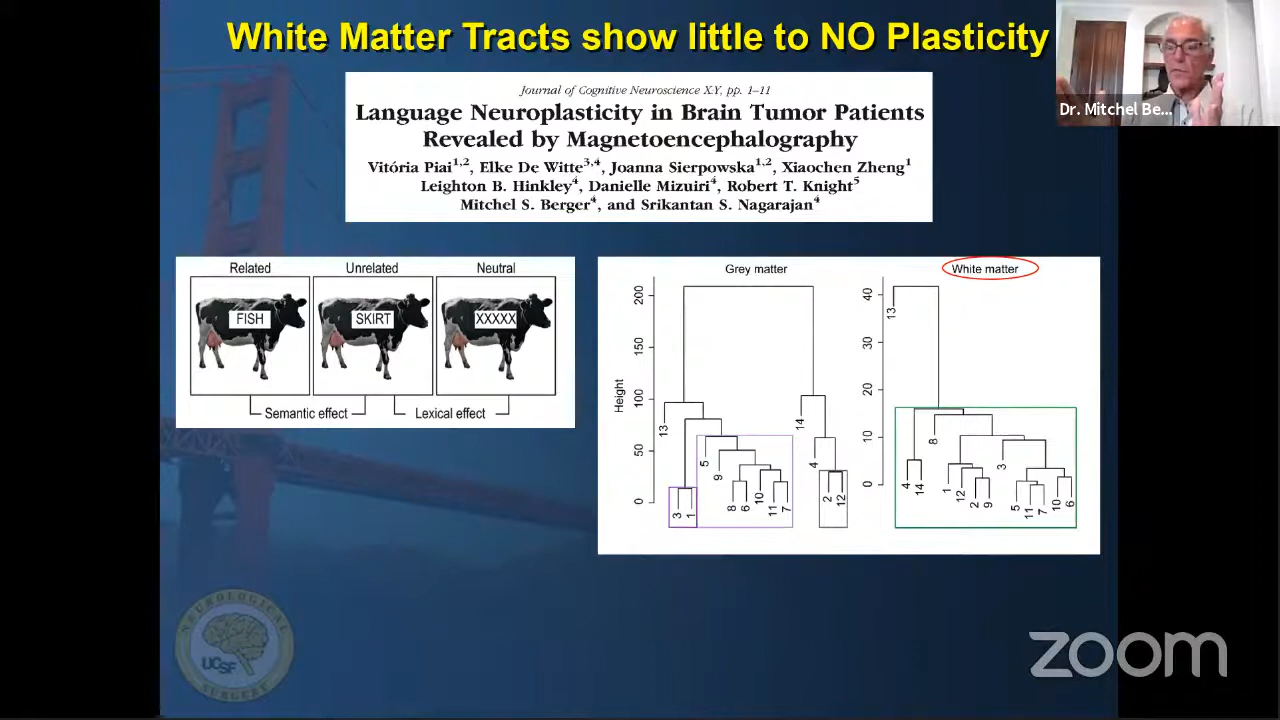 White Matter Tracts show little to NO Plasticity
Dr. Mitchel Be...
Journal of Cognitive Neuroscience X:Y, pp. 1–11
Language Neuroplasticity in Brain Tumor Patients
Revealed by Magnetoencephalography
Vitória Piai1,2, Elke De Witte3,4, Joanna Sierpowska1,2, Xiaochen Zheng1
Leighton B. Hinkley4, Danielle Mizuiri4, Robert T. Knight5
Mitchel S. Berger4, and Srikantan S. Nagarajan4
Related Unrelated Neutral
FISH SKIRT XXXXX
Semantic effect Lexical effect
Grey matter
Height
0 50 100 150 200
13
3 1
5
9
8 6 10 11 7
14
4
2 12
White matter
0 10 20 30 40
13
8
4 14
1 12 2 9
3
5 11 7 10 6
NEUROLOGICAL
UCSF
SURGERY
zoom